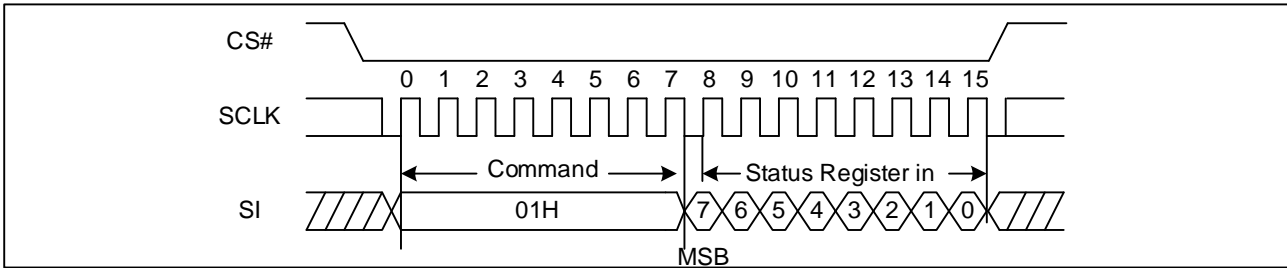 CS#
0 1 2 3 4 5 6 7 8 9 10 11 12 13 14 15
SCLK
Command Status Register in
SI 01H 7 6 5 4 3 2 1 0
MSB